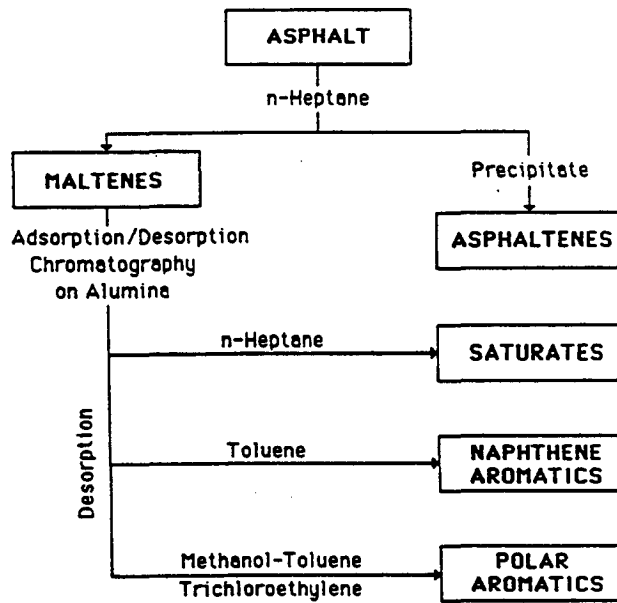 ASPHALT
n-Heptane
MALTENES
Precipitate
ASPHALTENES
Adsorption/Desorption
Chromatography
on Alumina
n-Heptane
SATURATES
Desorption
Toluene
NAPHTHENE
AROMATICS
Methanol-Toluene
Trichloroethylene
POLAR
AROMATICS